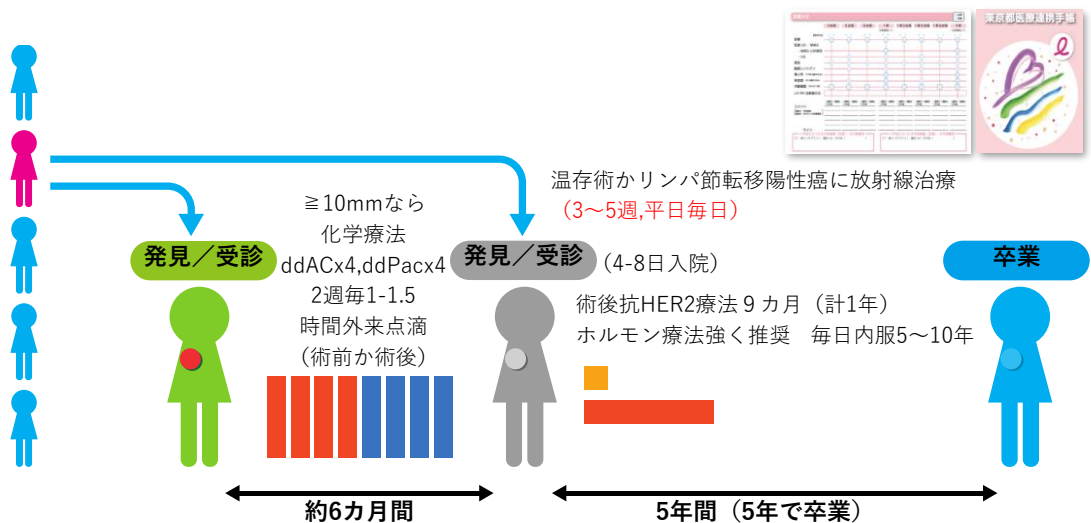 東京都医療連携手帳
温存術かリンパ節転移陽性癌に放射線治療
（3～5週,平日毎日）
≧10mmなら
化学療法
ddACx4,ddPacx4
2週毎1-1.5
時間外来点滴
（術前か術後）
発見／受診
発見／受診
（4-8日入院）
卒業
術後抗HER2療法９カ月（計1年）
ホルモン療法強く推奨　毎日内服5～10年
約6カ月間
5年間（5年で卒業）